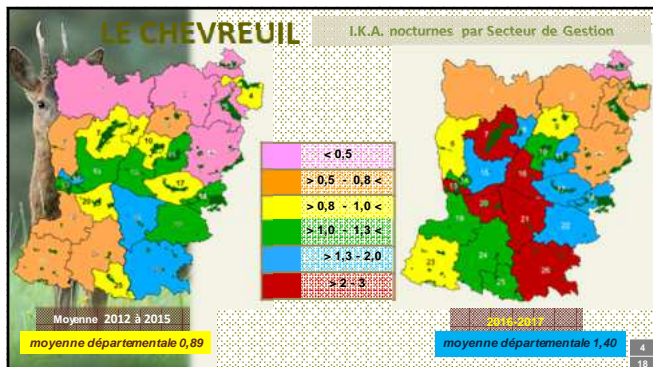 LE CHEVREUIL
I.K.A. nocturnes par Secteur de Gestion
< 0,5
> 0,5 - 0,8 <
> 0,8 - 1,0 <
> 1,0 - 1,3 <
> 1,3 - 2,0
> 2 - 3
Moyenne 2012 à 2015
moyenne départementale 0,89
2016-2017
moyenne départementale 1,40
4
18